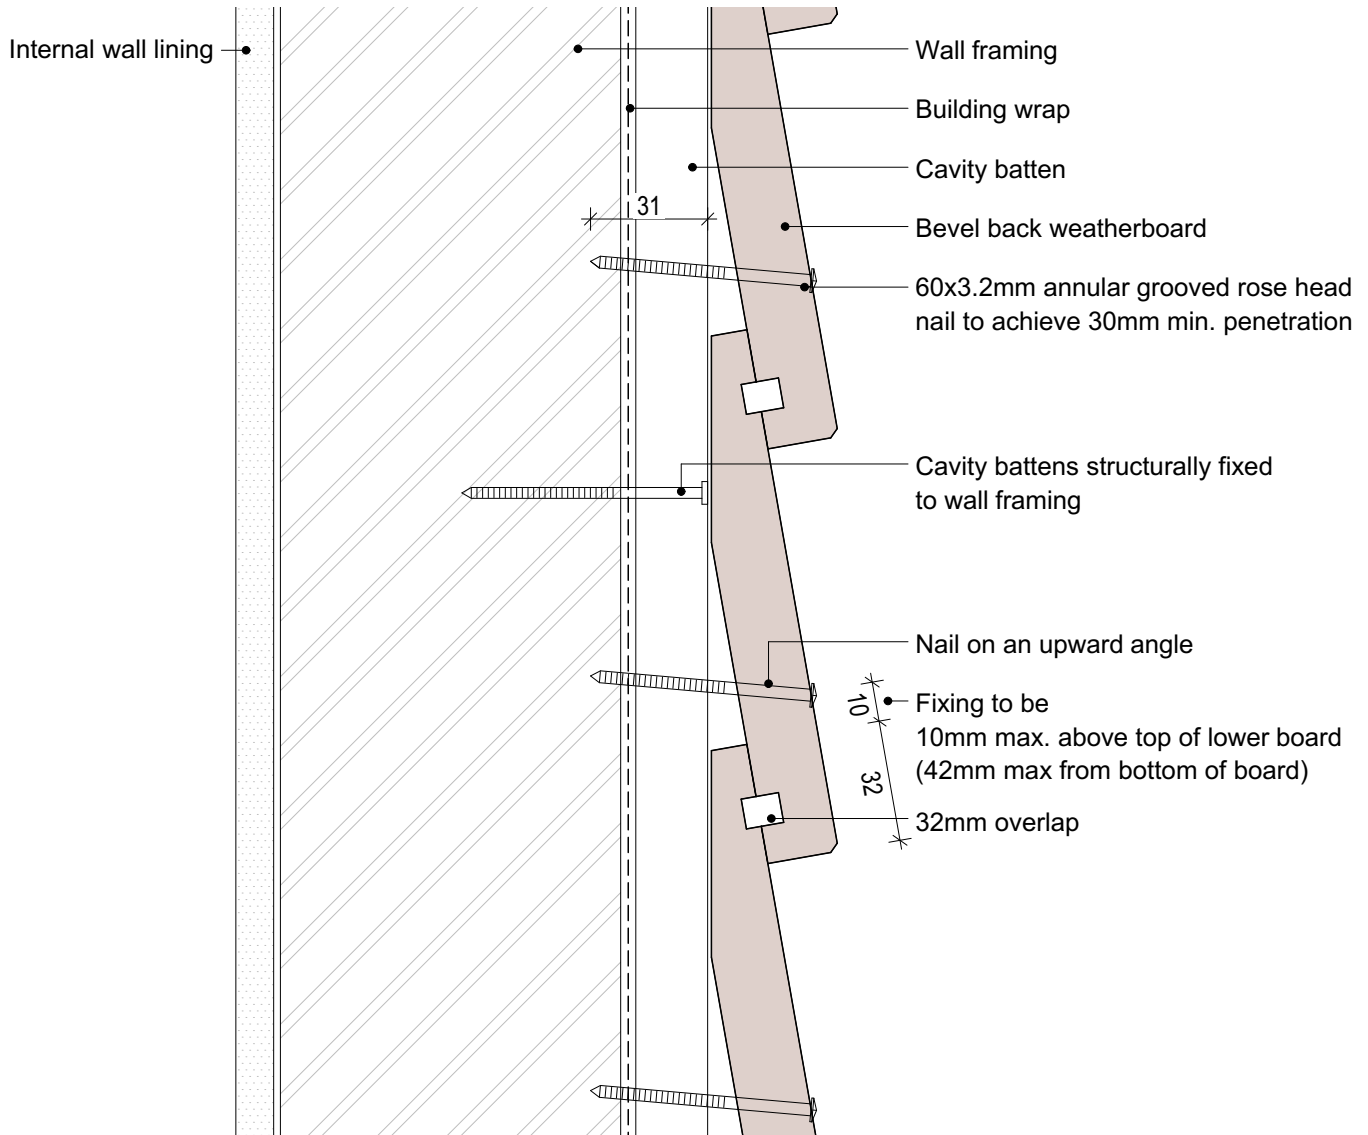 Internal wall lining
Wall framing
Building wrap
Cavity batten
31
Bevel back weatherboard
60x3.2mm annular grooved rose head
nail to achieve 30mm min. penetration
Cavity battens structurally fixed
to wall framing
Nail on an upward angle
10
Fixing to be
10mm max. above top of lower board
(42mm max from bottom of board)
32
32mm overlap